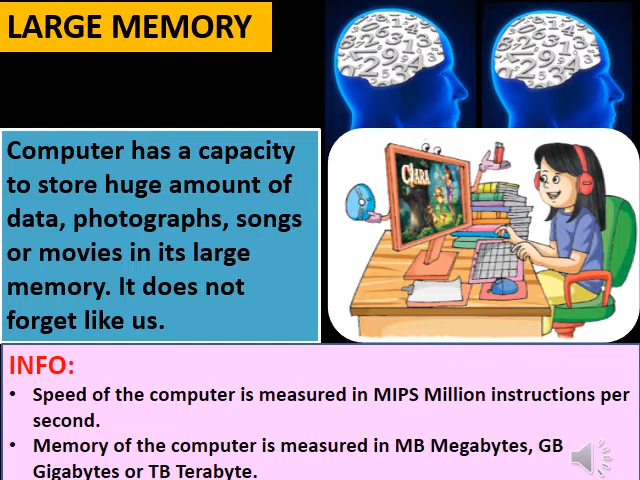 LARGE MEMORY
Computer has a capacity
to store huge amount of
data, photographs, songs
or movies in its large
memory. It does not
forget like us.
CLARA
INFO:
• Speed of the computer is measured in MIPS Million instructions per
second.
• Memory of the computer is measured in MB Megabytes, GB
Gigabytes or TB Terabyte.